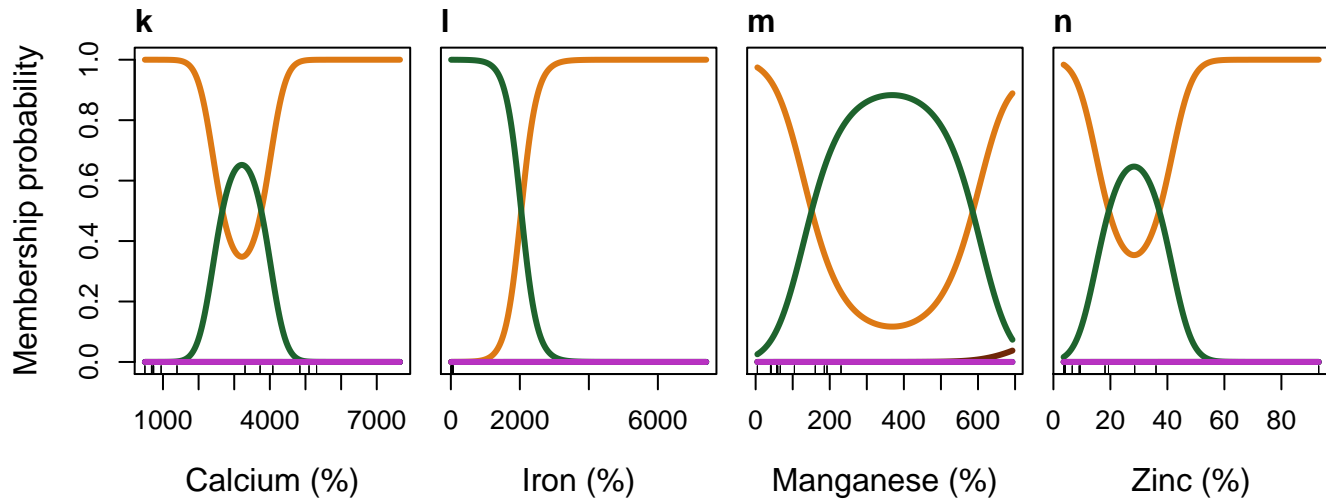 k l m n
Membership probability
0.0 0.2 0.4 0.6 0.8 1.0
1000 4000 7000
0 2000 6000
0 200 400 600
0 20 40 60 80
Calcium (%) Iron (%) Manganese (%) Zinc (%)